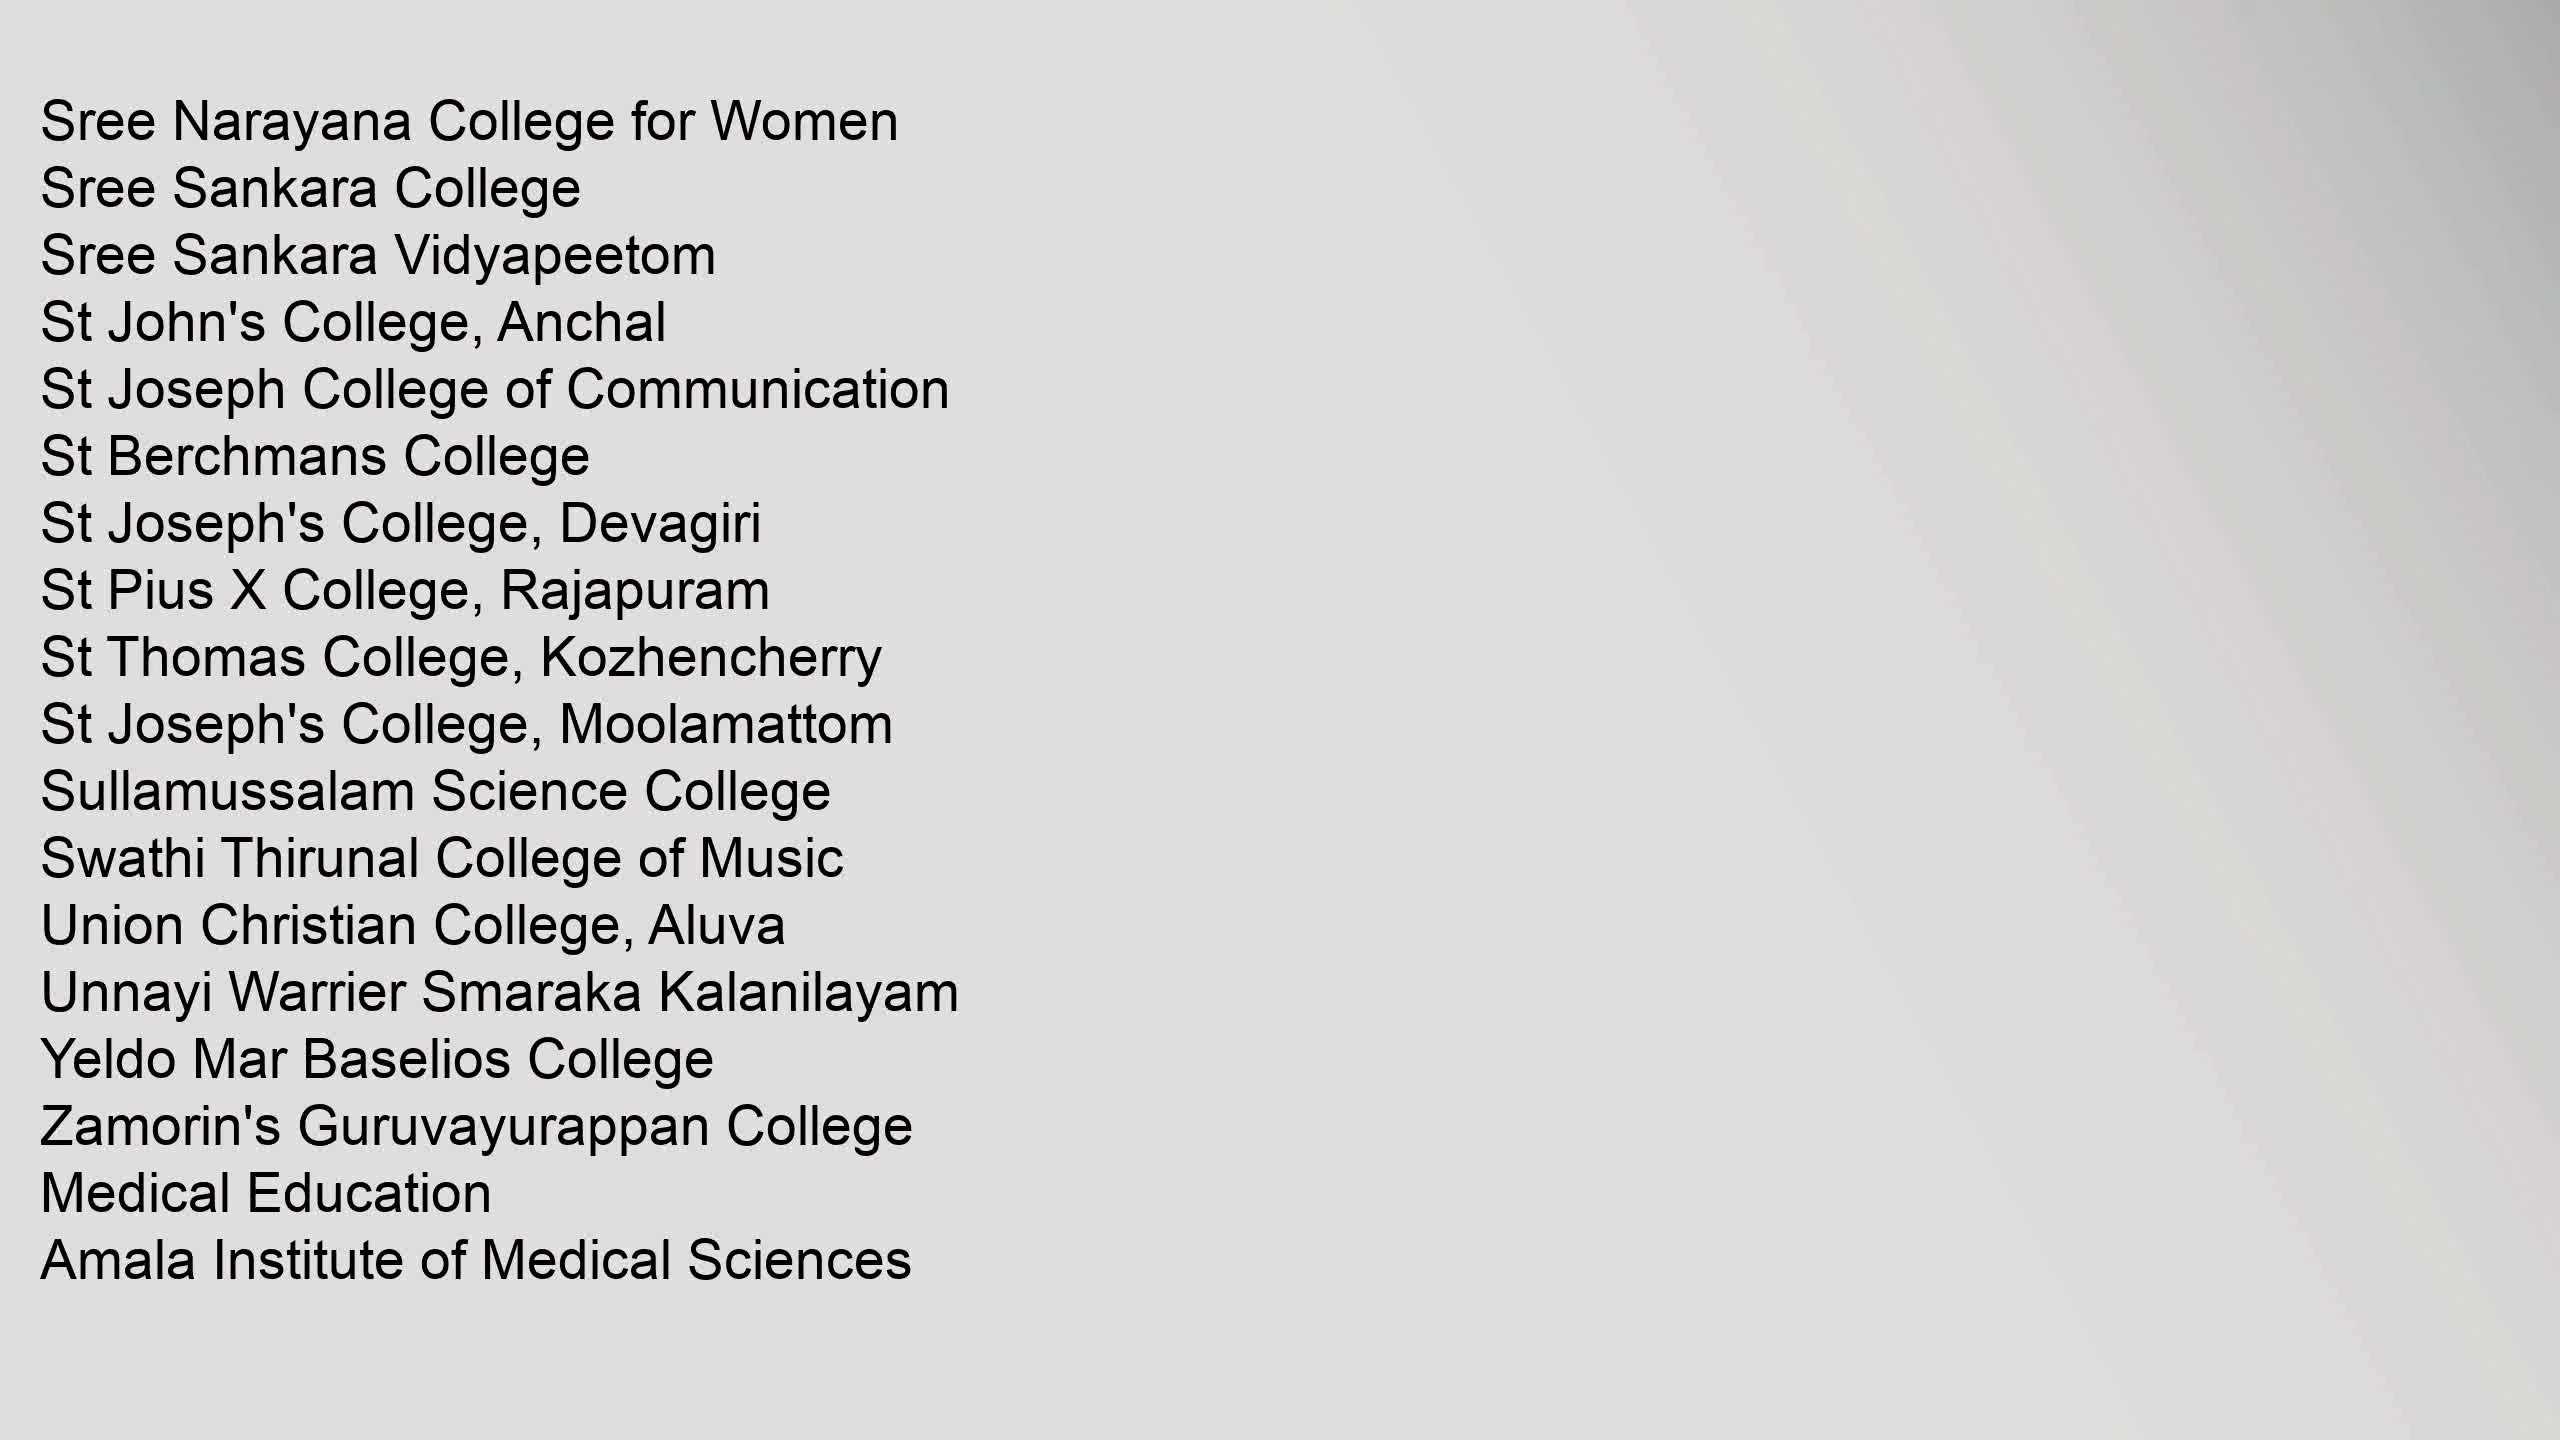 Sree Narayana College for Women
Sree Sankara College
Sree Sankara Vidyapeetom
St John's College, Anchal
St Joseph College of Communication
St Berchmans College
St Joseph's College, Devagiri
St Pius X College, Rajapuram
St Thomas College, Kozhencherry
St Joseph's College, Moolamattom
Sullamussalam Science College
Swathi Thirunal College of Music
Union Christian College, Aluva
Unnayi Warrier Smaraka Kalanilayam
Yeldo Mar Baselios College
Zamorin's Guruvayurappan College
Medical Education
Amala Institute of Medical Sciences